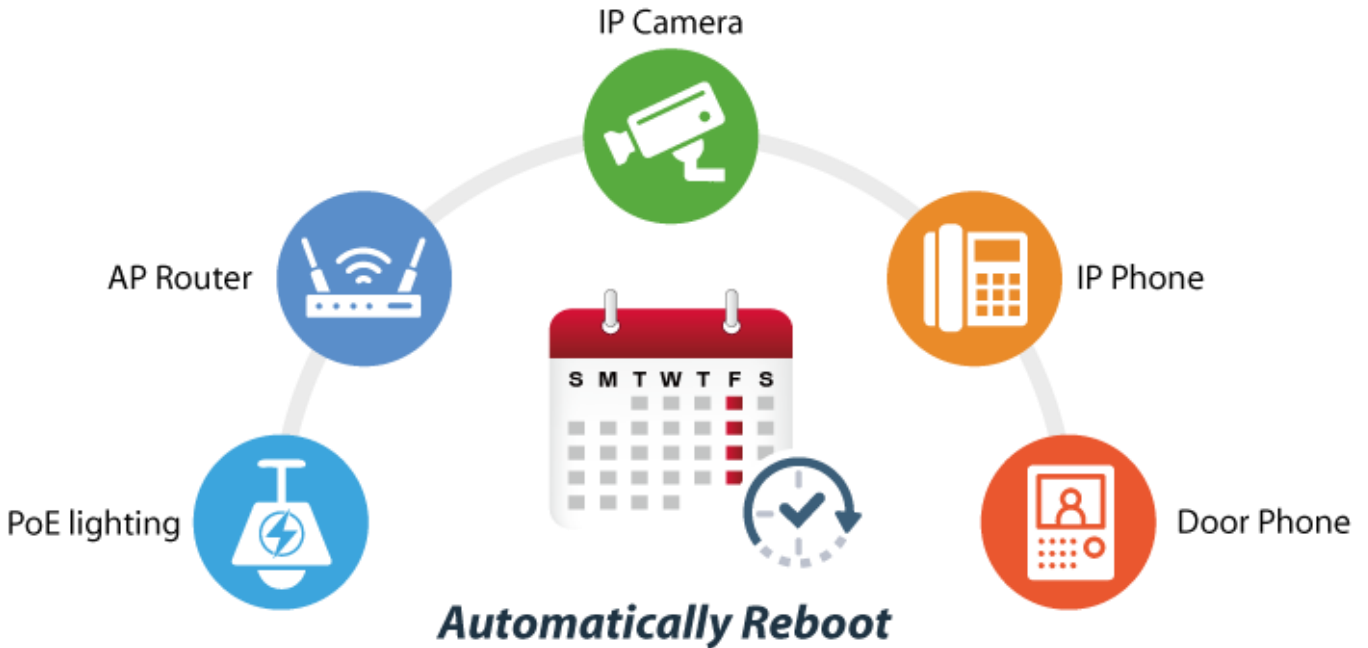 IP Camera
AP Router
IP Phone
S M T W T F S
PoE lighting
Door Phone
Automatically Reboot